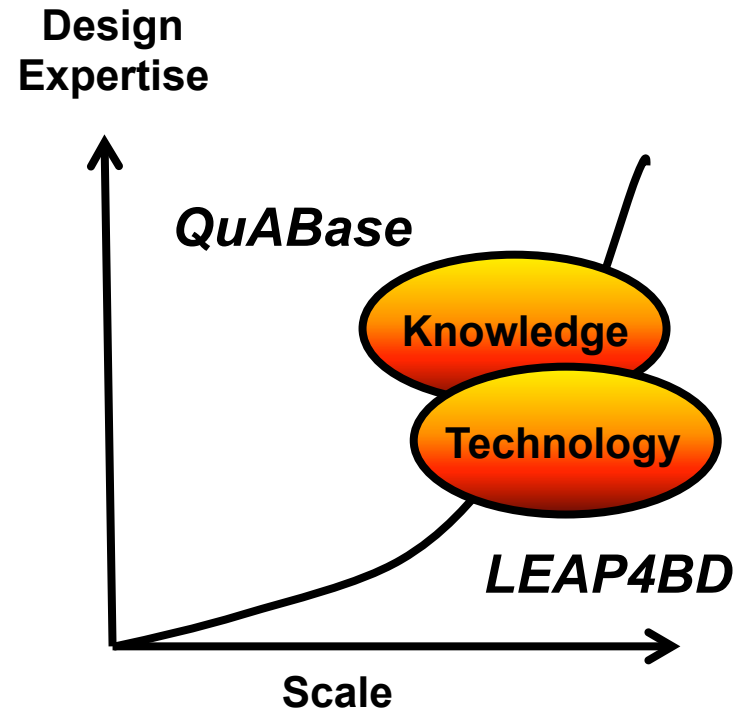 Design
Expertise
QuABase
Knowledge
Technology
LEAP4BD
Scale